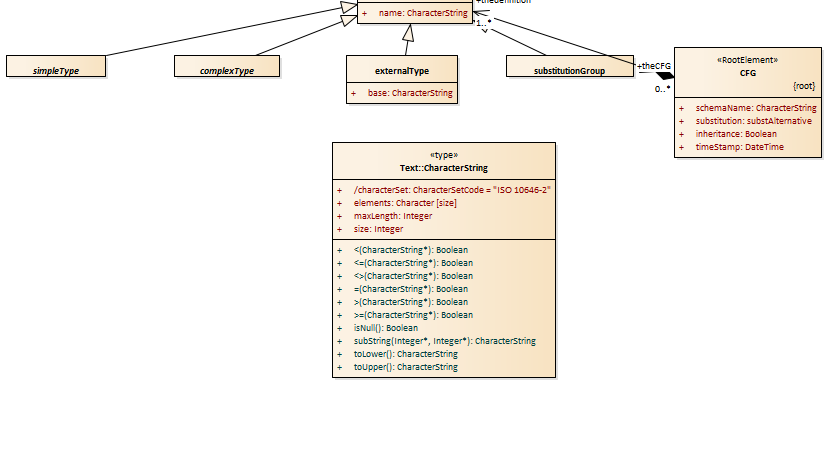 +theDefinition
+ name: CharacterString
1..*
simpleType
complexType
externalType
+ base: CharacterString
substitutionGroup
+theCFG
0..*
«RootElement»
CFG
{root}
+ schemaName: CharacterString
+ substitution: substAlternative
+ inheritance: Boolean
+ timeStamp: DateTime
«type»
Text::CharacterString
+ /characterSet: CharacterSetCode = "ISO 10646-2"
+ elements: Character [size]
+ maxLength: Integer
+ size: Integer
+ <(CharacterString*): Boolean
+ <=(CharacterString*): Boolean
+ <>(CharacterString*): Boolean
+ =(CharacterString*): Boolean
+ >(CharacterString*): Boolean
+ >=(CharacterString*): Boolean
+ isNull(): Boolean
+ subString(Integer*, Integer*): CharacterString
+ toLower(): CharacterString
+ toUpper(): CharacterString